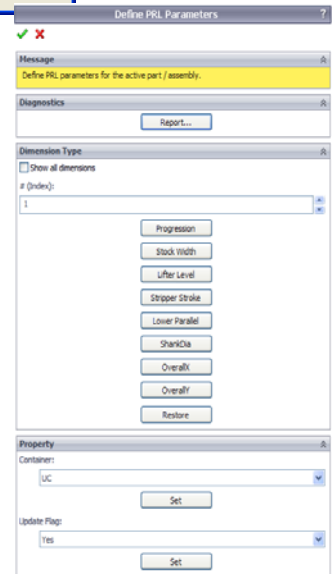 Define PRL Parameters ?
Message
Define PRL parameters for the active part / assembly.
Diagnostics
Report...
Dimension Type
Show all dimensions
# (Index):
1
Progression
Stock Width
Lifter Level
Stripper Stroke
Lower Parallel
ShankDia
OverallX
OverallY
Restore
Property
Container:
UC
Set
Update Flag:
Yes
Set